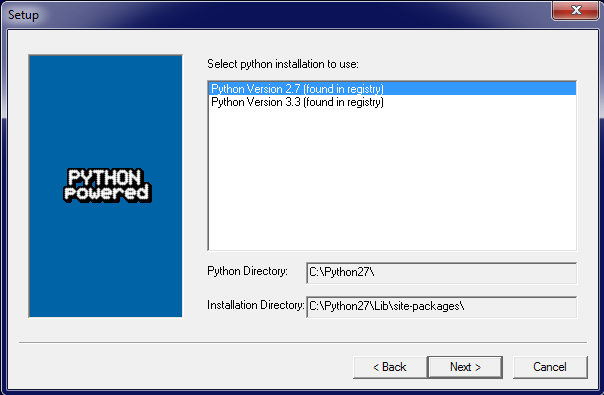 Setup
Select python installation to use:
Python Version 2.7 (found in registry)
Python Version 3.3 (found in registry)
PYTHON
powered
Python Directory:
C:\Python27\
Installation Directory:
C:\Python27\Lib\site-packages\
< Back
Next >
Cancel